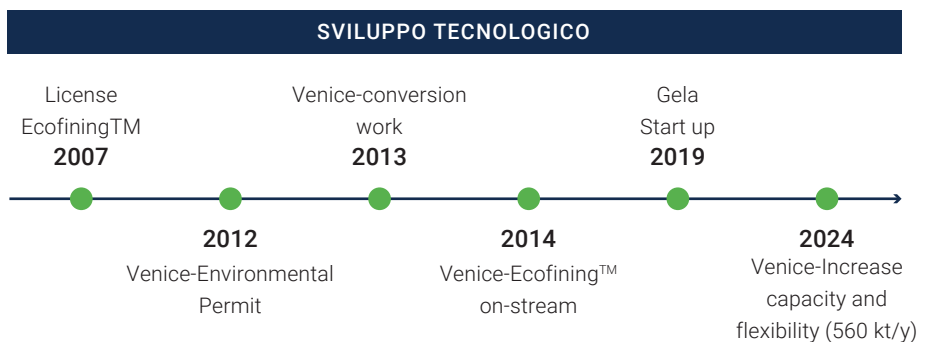 SVILUPPO TECNOLOGICO
License
EcofiningTM
2007
Venice-conversion
work
2013
Gela
Start up
2019
2012
Venice-Environmental
Permit
2014
Venice-Ecofining™
on-stream
2024
Venice-Increase
capacity and
flexibility (560 kt/y)